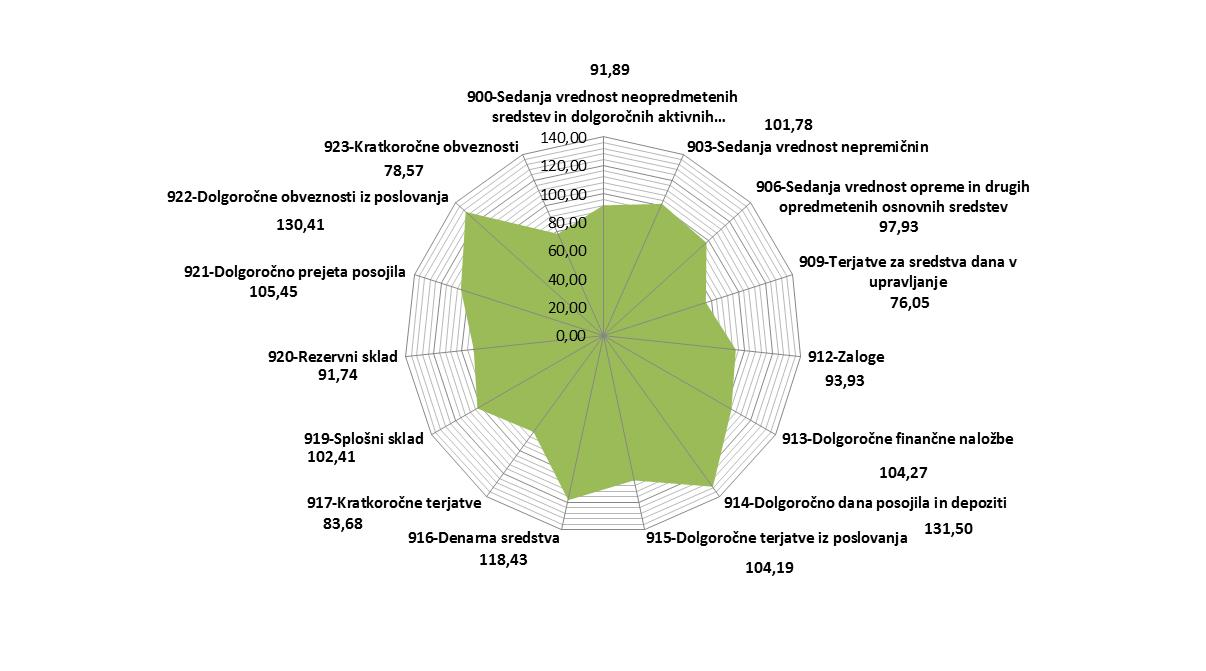 91,89
900-Sedanja vrednost neopredmetenih
sredstev in dolgoročnih aktivnih…
101,78
903-Sedanja vrednost nepremičnin
906-Sedanja vrednost opreme in drugih
opredmetenih osnovnih sredstev
97,93
909-Terjatve za sredstva dana v
upravljanje
76,05
912-Zaloge
93,93
913-Dolgoročne finančne naložbe
104,27
914-Dolgoročno dana posojila in depoziti
131,50
915-Dolgoročne terjatve iz poslovanja
104,19
916-Denarna sredstva
118,43
917-Kratkoročne terjatve
83,68
919-Splošni sklad
102,41
920-Rezervni sklad
91,74
921-Dolgoročno prejeta posojila
105,45
922-Dolgoročne obveznosti iz poslovanja
130,41
923-Kratkoročne obveznosti
78,57
140,00
120,00
100,00
80,00
60,00
40,00
20,00
0,00